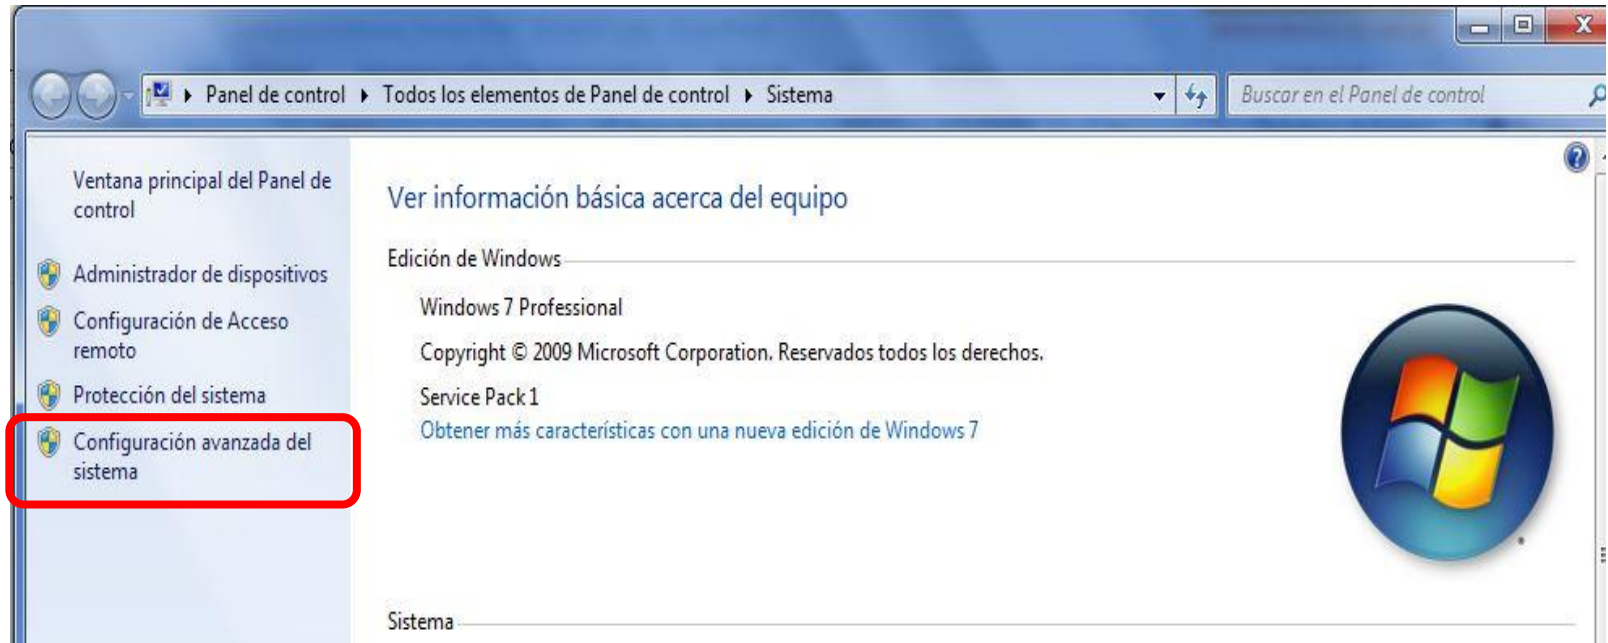 Panel de control Todos los elementos de Panel de control Sistema
Buscar en el Panel de control
Ventana principal del Panel de
control
Administrador de dispositivos
Configuración de Acceso
remoto
Protección del sistema
Configuración avanzada del
sistema
Ver información básica acerca del equipo
Edición de Windows
Windows 7 Professional
Copyright © 2009 Microsoft Corporation. Reservados todos los derechos.
Service Pack 1
Obtener más características con una nueva edición de Windows 7
Sistema